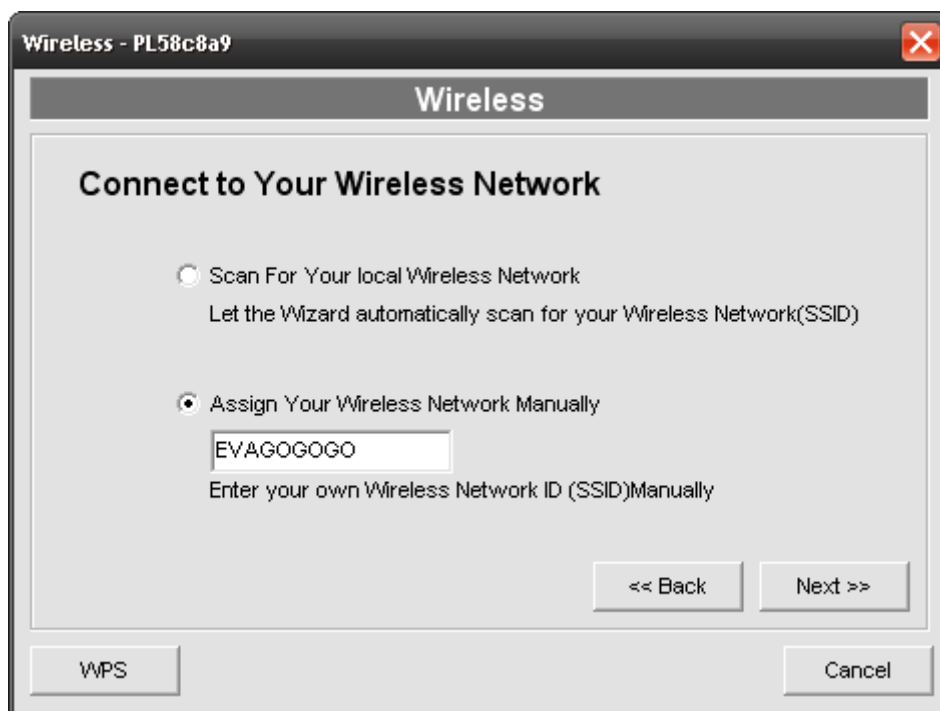 Wireless - PL58c8a9
Wireless
Connect to Your Wireless Network
Scan For Your local Wireless Network
Let the Wizard automatically scan for your Wireless Network(SSID)
Assign Your Wireless Network Manually
EVAGOGOGO
Enter your own Wireless Network ID (SSID)Manually
<< Back
Next >>
WPS
Cancel